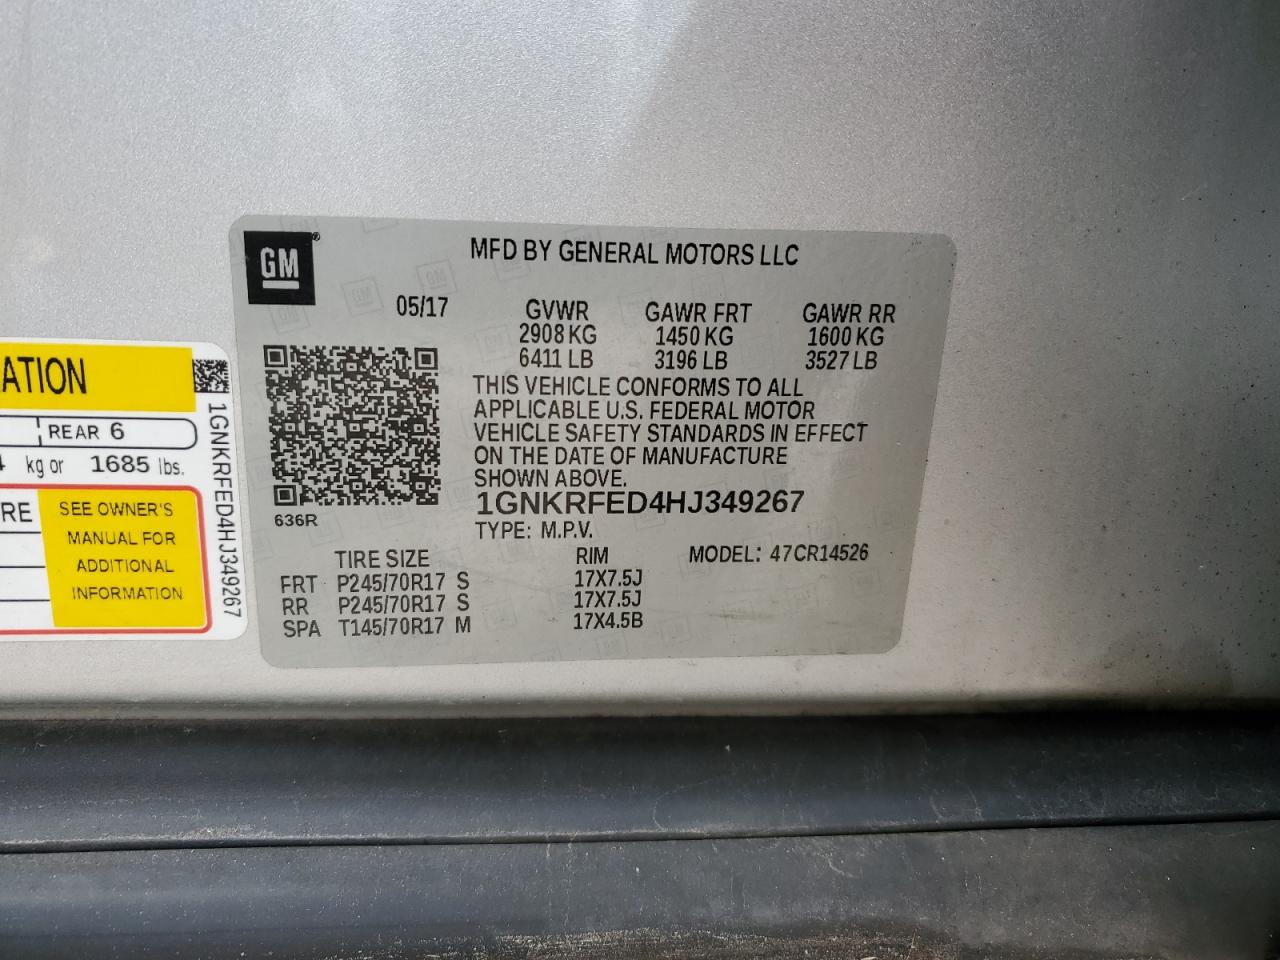 GM®
MFD BY GENERAL MOTORS LLC
05/17 GVWR GAWR FRT GAWR RR
2908 KG 1450 KG 1600 KG
6411 LB 3196 LB 3527 LB
THIS VEHICLE CONFORMS TO ALL
APPLICABLE U.S. FEDERAL MOTOR
VEHICLE SAFETY STANDARDS IN EFFECT
ON THE DATE OF MANUFACTURE
SHOWN ABOVE.
1GNKRFED4HJ349267
636R
TYPE: M.P.V.
TIRE SIZE RIM MODEL: 47CR14526
FRT P245/70R17 S 17X7.5J
RR P245/70R17 S 17X7.5J
SPA T145/70R17 M 17X4.5B
ATION
REAR 6
kg or 1685 lbs.
RE
SEE OWNER'S
MANUAL FOR
ADDITIONAL
INFORMATION
1GNKRFED4HJ349267